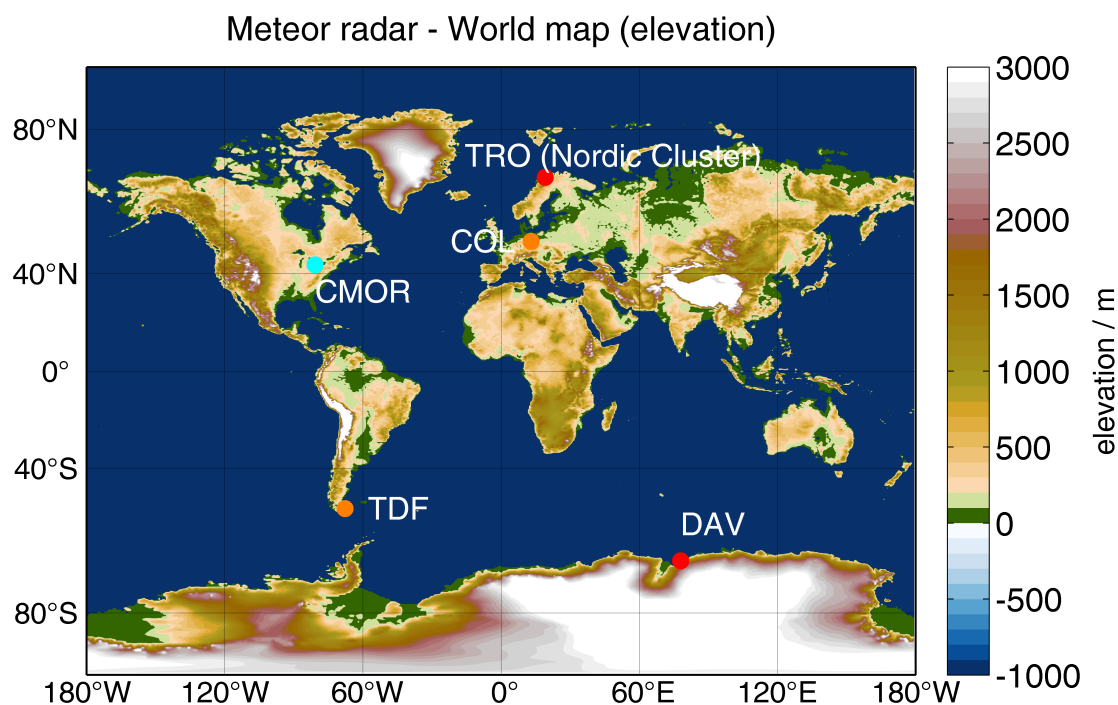 Meteor radar - World map (elevation)
3000
80°N
2500
TRO (Nordic Cluster)
2000
COL
40°N
CMOR
1500
0°
1000
500
40°S
TDF
DAV
0
-500
80°S
-1000
elevation / m
180°W 120°W 60°W 0° 60°E 120°E 180°W